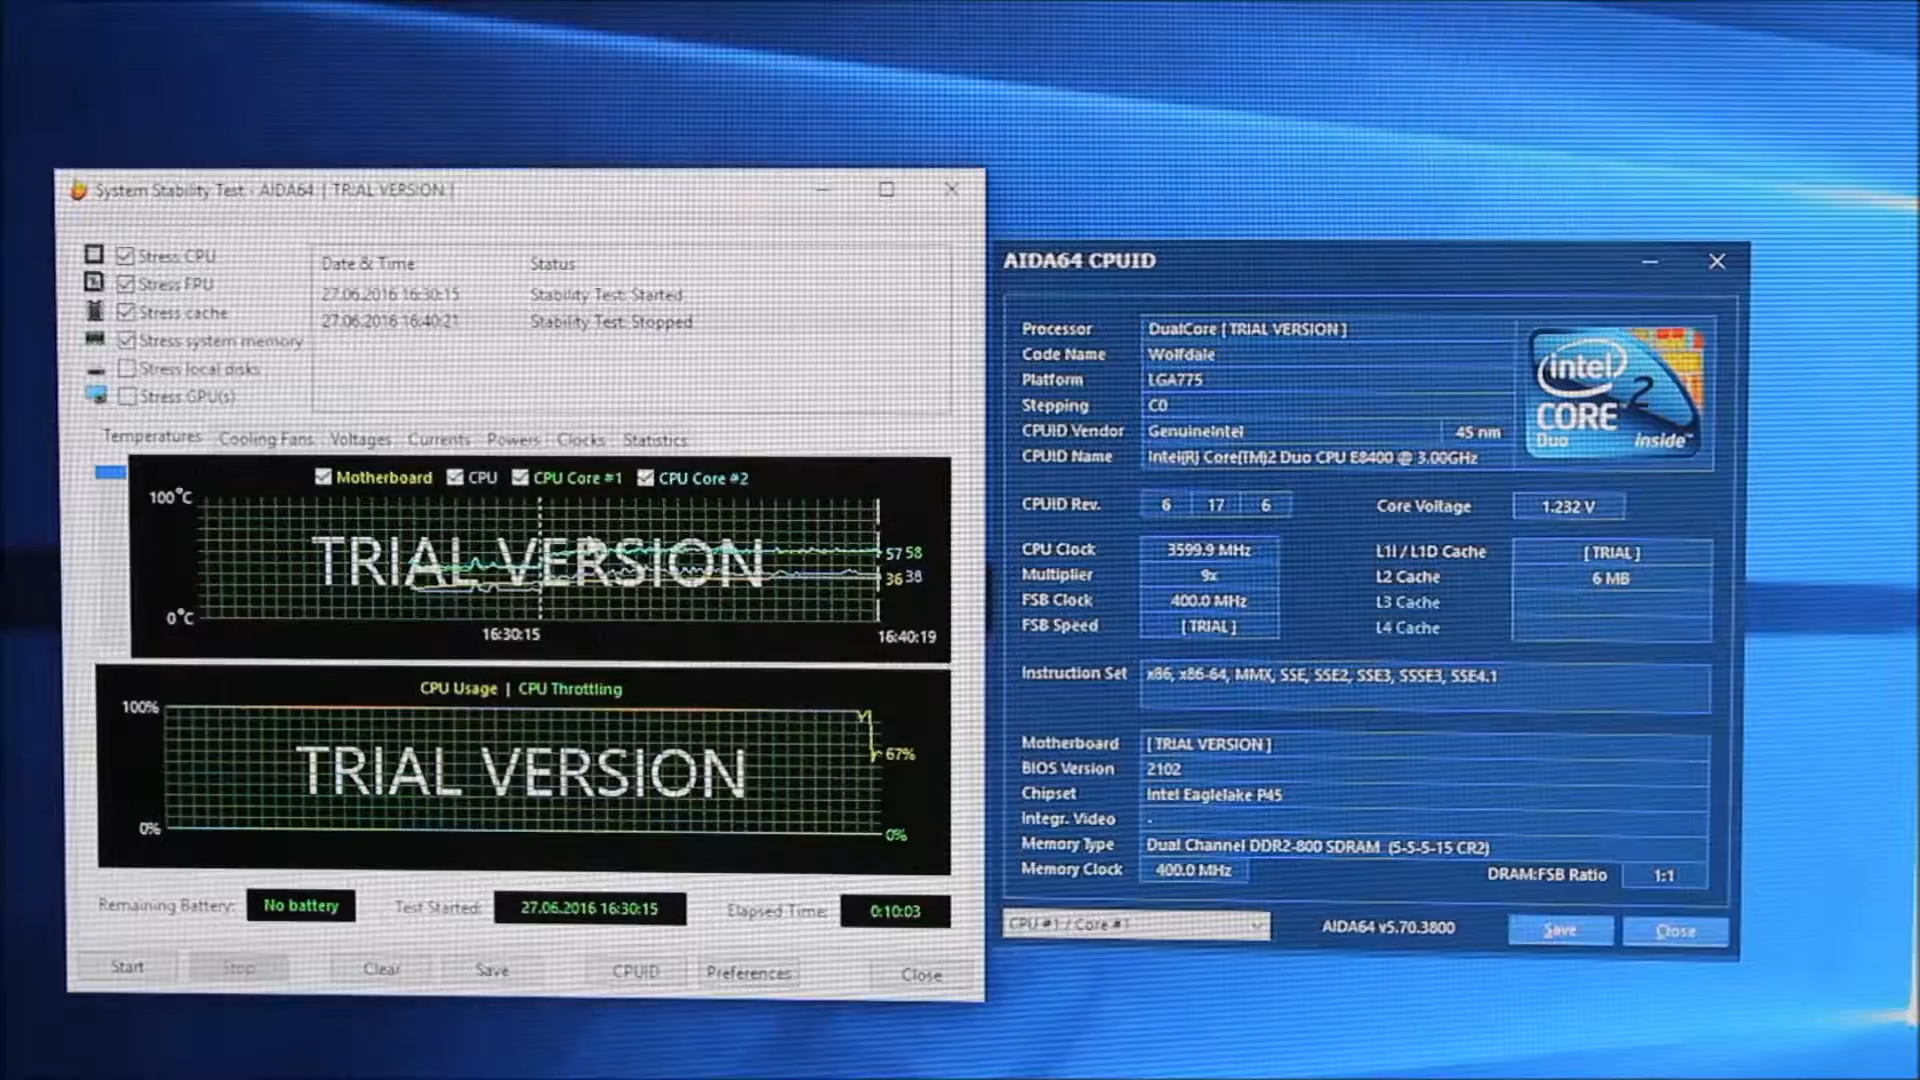 System Stability Test - AIDA64 [ TRIAL VERSION ]
Stress CPU
Stress FPU
Stress cache
Stress system memory
Stress local disks
Stress GPU(s)
Date & Time Status
27.06.2016 16:30:15 Stability Test: Started
27.06.2016 16:40:21 Stability Test: Stopped
Temperatures Cooling Fans Voltages Currents Powers Clocks Statistics
Motherboard CPU CPU Core #1 CPU Core #2
100°C
TRIAL VERSION
57 58
36 38
0°C
16:30:15 16:40:19
CPU Usage | CPU Throttling
100%
TRIAL VERSION
67%
0% 0%
Remaining Battery: No battery Test Started: 27.06.2016 16:30:15 Elapsed Time: 0:10:03
Start Stop Clear Save CPUID Preferences Close
AIDA64 CPUID
Processor DualCore [ TRIAL VERSION ]
Code Name Wolfdale
Platform LGA775
Stepping C0
CPUID Vendor GenuineIntel 45 nm
CPUID Name Intel(R) Core(TM)2 Duo CPU E8400 @ 3.00GHz
intel
CORE 2
Duo inside™
CPUID Rev. 6 17 6 Core Voltage 1.232 V
CPU Clock 3599.9 MHz L1I / L1D Cache [ TRIAL ]
Multiplier 9x L2 Cache 6 MB
FSB Clock 400.0 MHz L3 Cache
FSB Speed [ TRIAL ] L4 Cache
Instruction Set x86, x86-64, MMX, SSE, SSE2, SSE3, SSSE3, SSE4.1
Motherboard [ TRIAL VERSION ]
BIOS Version 2102
Chipset Intel Eaglelake P45
Integr. Video -
Memory Type Dual Channel DDR2-800 SDRAM (5-5-5-15 CR2)
Memory Clock 400.0 MHz DRAM:FSB Ratio 1:1
CPU #1 / Core #1 AIDA64 v5.70.3800 Save Close